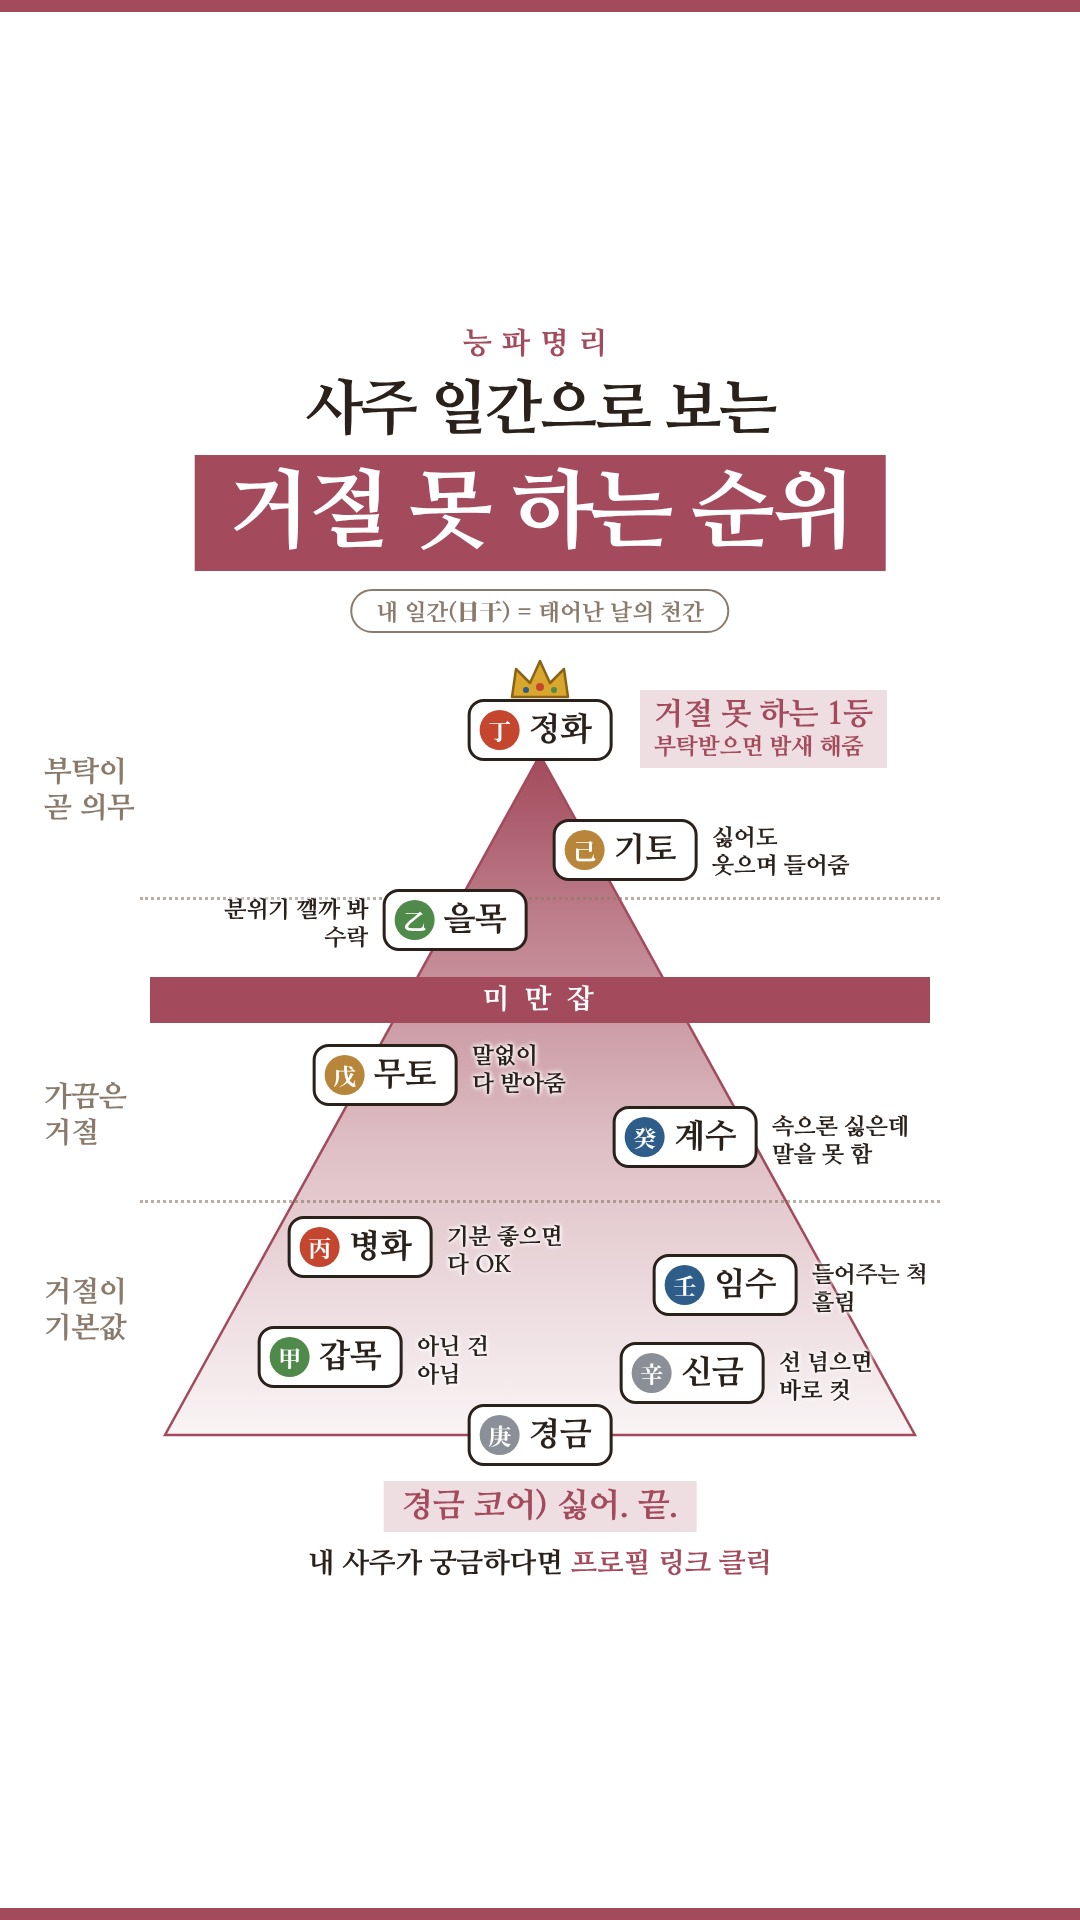 능파명리
사주 일간으로 보는
거절 못 하는 순위
내 일간(日干) = 태어난 날의 천간
丁 정화
거절 못 하는 1등
부탁받으면 밤새 해줌
부탁이
곧 의무
己 기토
싫어도
웃으며 들어줌
분위기 깰까 봐
수락
乙 을목
미만잡
戊 무토
말없이
다 받아줌
가끔은
거절
癸 계수
속으론 싫은데
말을 못 함
丙 병화
기분 좋으면
다 OK
壬 임수
들어주는 척
흘림
거절이
기본값
甲 갑목
아닌 건
아님
辛 신금
선 넘으면
바로 컷
庚 경금
경금 코어) 싫어. 끝.
내 사주가 궁금하다면 프로필 링크 클릭